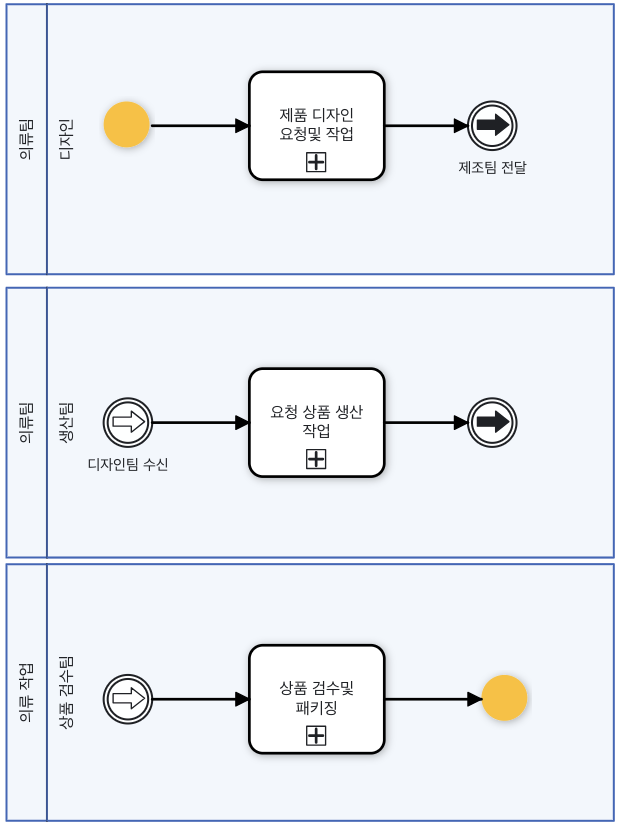 의류팀
디자인
제품 디자인
요청및 작업
제조팀 전달
의류팀
생산팀
디자인팀 수신
요청 상품 생산
작업
의류 작업
상품 검수팀
상품 검수및
패키징